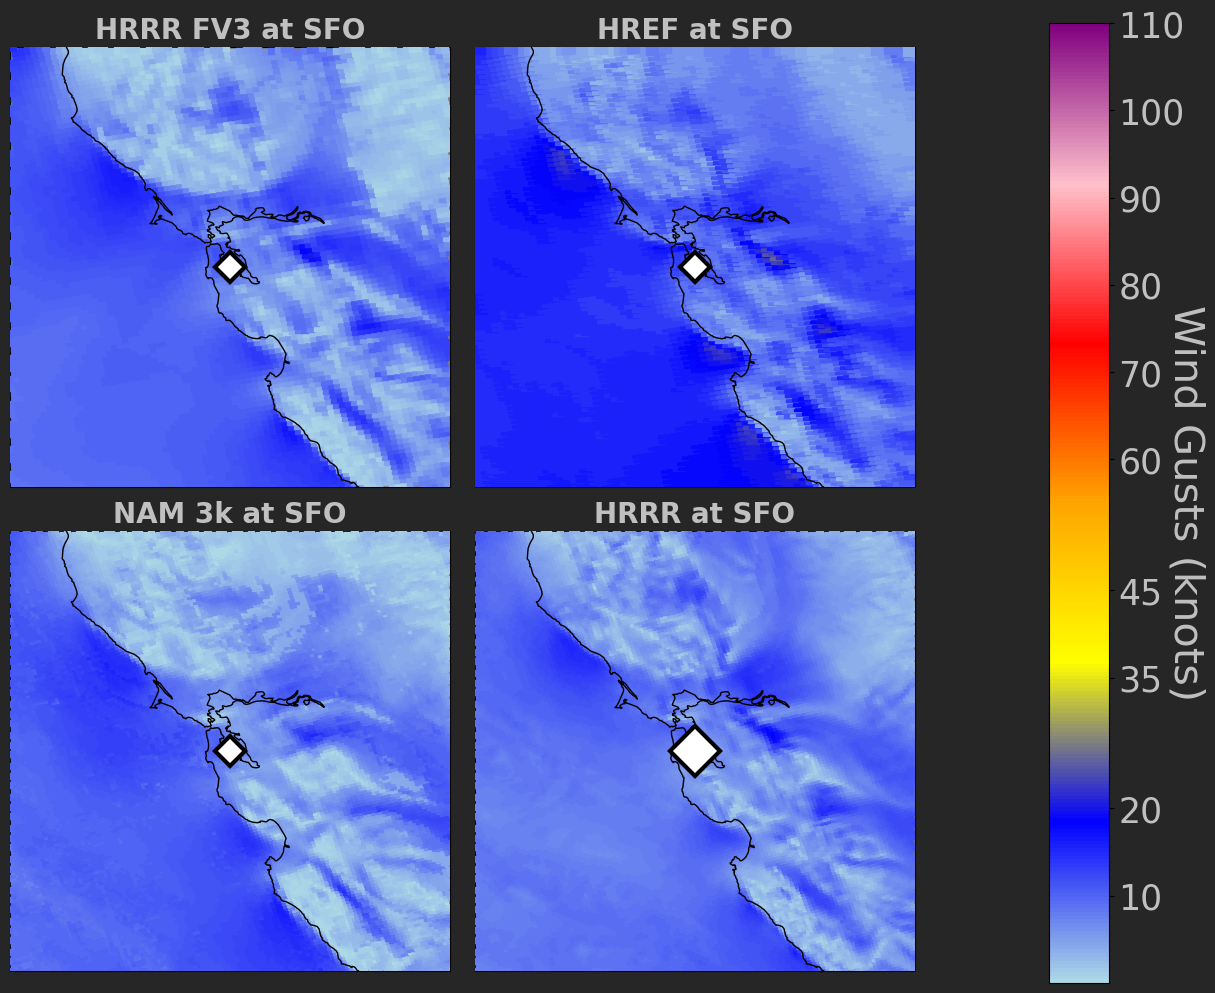 HRRR FV3 at SFO
HREF at SFO
NAM 3k at SFO
HRRR at SFO
110
100
90
80
70
60
45
35
20
10
Wind Gusts (knots)